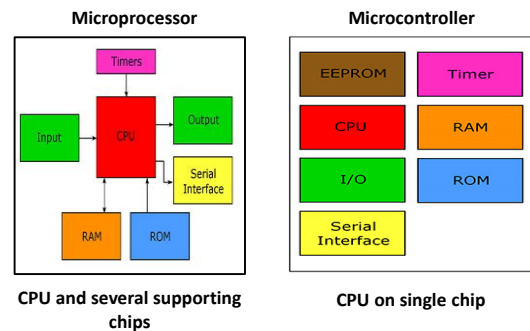 Microprocessor
Timers
Input
CPU
Output
Serial
Interface
RAM
ROM
CPU and several supporting
chips
Microcontroller
EEPROM
Timer
CPU
RAM
I/O
ROM
Serial
Interface
CPU on single chip